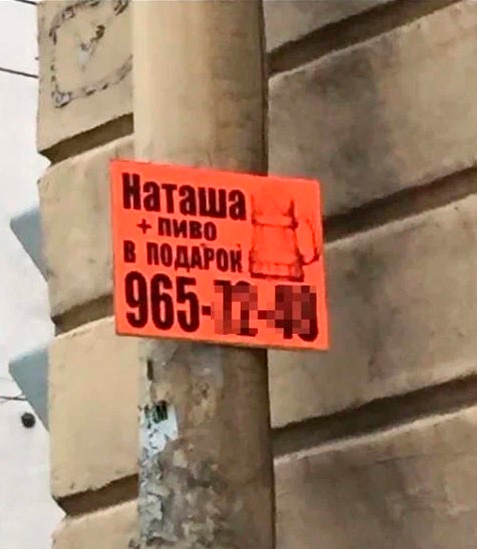 Наташа
+ пиво
в подарок
965-